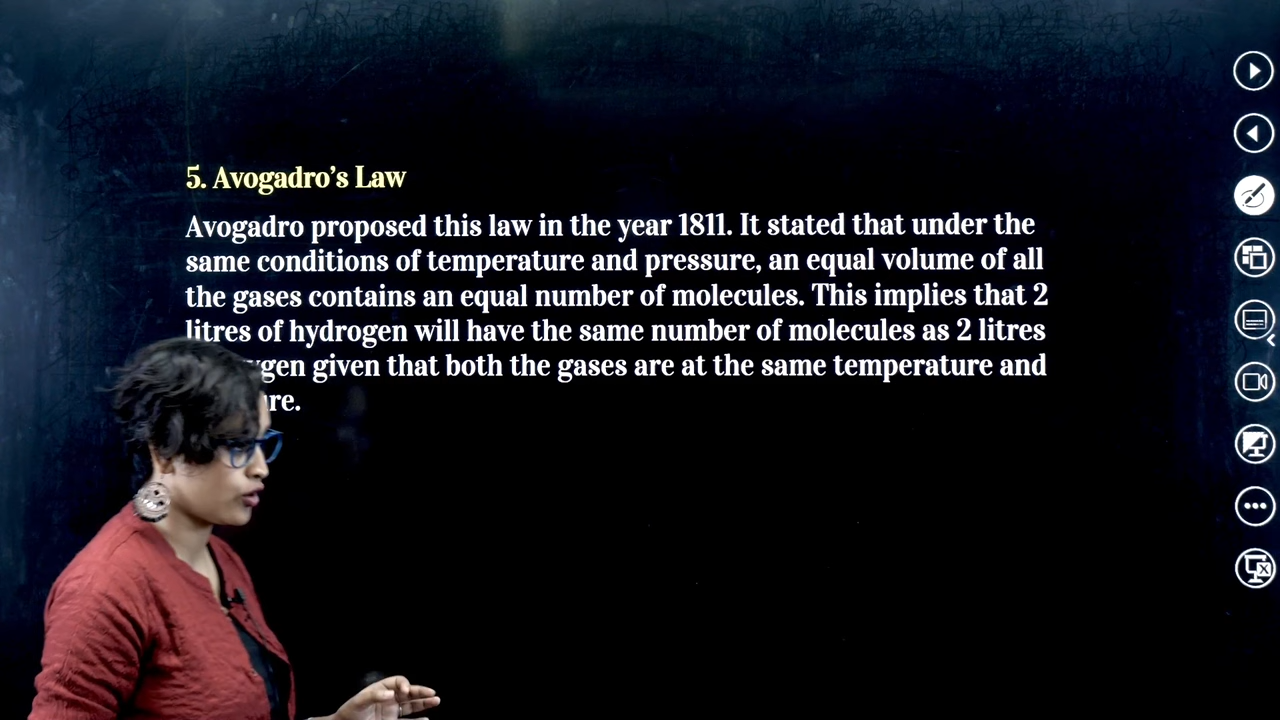 5. Avogadro's Law
Avogadro proposed this law in the year 1811. It stated that under the
same conditions of temperature and pressure, an equal volume of all
the gases contains an equal number of molecules. This implies that 2
litres of hydrogen will have the same number of molecules as 2 litres
given that both the gases are at the same temperature and